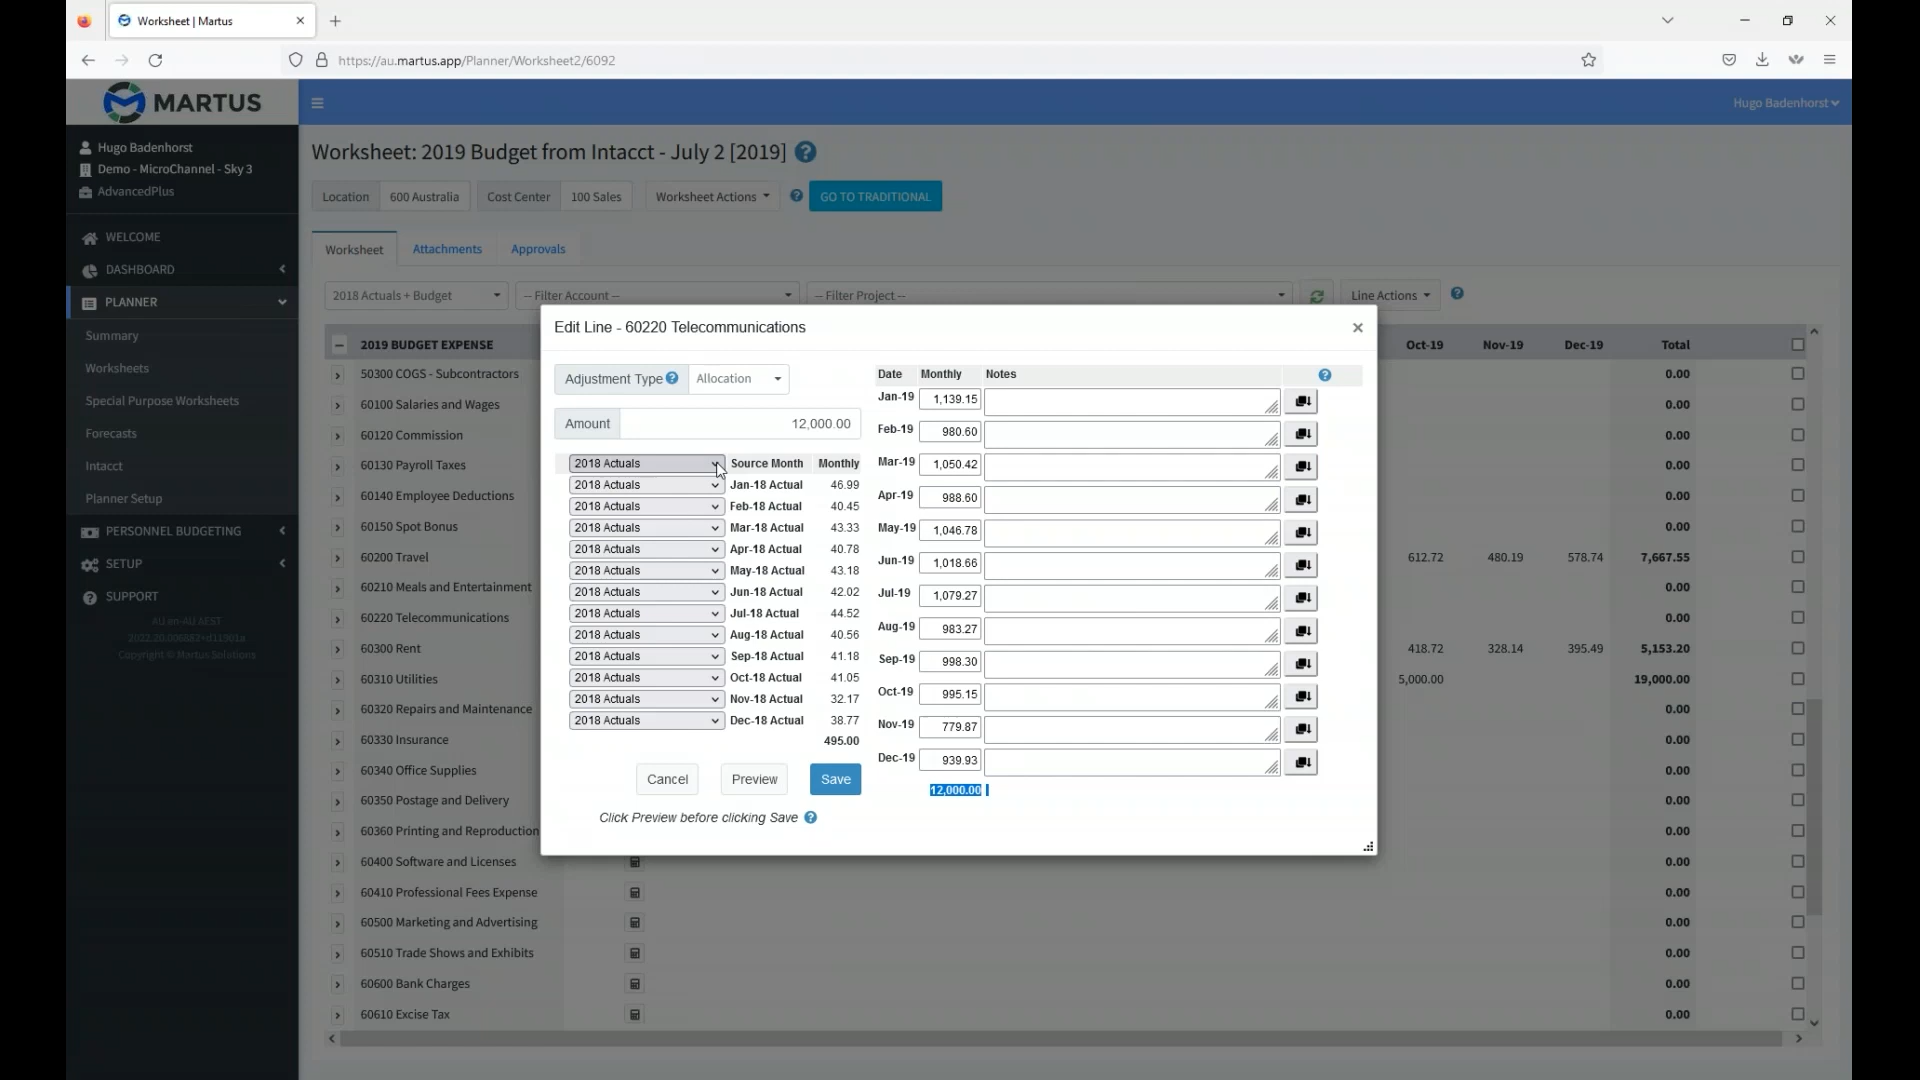 Worksheet | Martus
https://au.martus.app/Planner/Worksheet2/6092
MARTUS
Hugo Badenhorst
Hugo Badenhorst
Demo - MicroChannel - Sky 3
AdvancedPlus
WELCOME
DASHBOARD
PLANNER
Summary
Worksheets
Special Purpose Worksheets
Forecasts
Intacct
Planner Setup
PERSONNEL BUDGETING
SETUP
SUPPORT
AU en-AU AEST
Copyright © Martus Solutions
Worksheet: 2019 Budget from Intacct - July 2 [2019]
Location 600 Australia Cost Center 100 Sales Worksheet Actions GO TO TRADITIONAL
Worksheet Attachments Approvals
2018 Actuals + Budget -- Filter Account -- -- Filter Project -- Line Actions
2019 BUDGET EXPENSE Oct-19 Nov-19 Dec-19 Total
50300 COGS - Subcontractors 0.00
60100 Salaries and Wages 0.00
60120 Commission 0.00
60130 Payroll Taxes 0.00
60140 Employee Deductions 0.00
60150 Spot Bonus 0.00
60200 Travel 612.72 480.19 578.74 7,667.55
60210 Meals and Entertainment 0.00
60220 Telecommunications 0.00
60300 Rent 418.72 328.14 395.49 5,153.20
60310 Utilities 5,000.00 19,000.00
60320 Repairs and Maintenance 0.00
60330 Insurance 0.00
60340 Office Supplies 0.00
60350 Postage and Delivery 0.00
60360 Printing and Reproduction 0.00
60400 Software and Licenses 0.00
60410 Professional Fees Expense 0.00
60500 Marketing and Advertising 0.00
60510 Trade Shows and Exhibits 0.00
60600 Bank Charges 0.00
60610 Excise Tax 0.00
Edit Line - 60220 Telecommunications
Adjustment Type Allocation
Amount 12,000.00
2018 Actuals Source Month Monthly
2018 Actuals Jan-18 Actual 46.99
2018 Actuals Feb-18 Actual 40.45
2018 Actuals Mar-18 Actual 43.33
2018 Actuals Apr-18 Actual 40.78
2018 Actuals May-18 Actual 43.18
2018 Actuals Jun-18 Actual 42.02
2018 Actuals Jul-18 Actual 44.52
2018 Actuals Aug-18 Actual 40.56
2018 Actuals Sep-18 Actual 41.18
2018 Actuals Oct-18 Actual 41.05
2018 Actuals Nov-18 Actual 32.17
2018 Actuals Dec-18 Actual 38.77
495.00
Cancel Preview Save
Click Preview before clicking Save
Date Monthly Notes
Jan-19 1,139.15
Feb-19 980.60
Mar-19 1,050.42
Apr-19 988.60
May-19 1,046.78
Jun-19 1,018.66
Jul-19 1,079.27
Aug-19 983.27
Sep-19 998.30
Oct-19 995.15
Nov-19 779.87
Dec-19 939.93
12,000.00